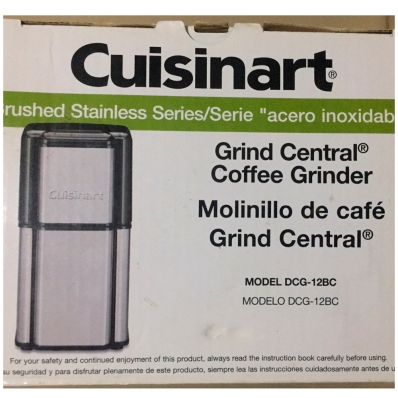 Cuisinart®
Brushed Stainless Series/Serie "acero inoxidab
Cuisinart
Grind Central®
Coffee Grinder
Molinillo de café
Grind Central®
MODEL DCG-12BC
MODELO DCG-12BC
For your safety and continued enjoyment of this product, always read the instruction book carefully before using.
su seguridad y para disfrutar plenamente de este producto, siempre lea las instrucciones cuidadosamente antes de u